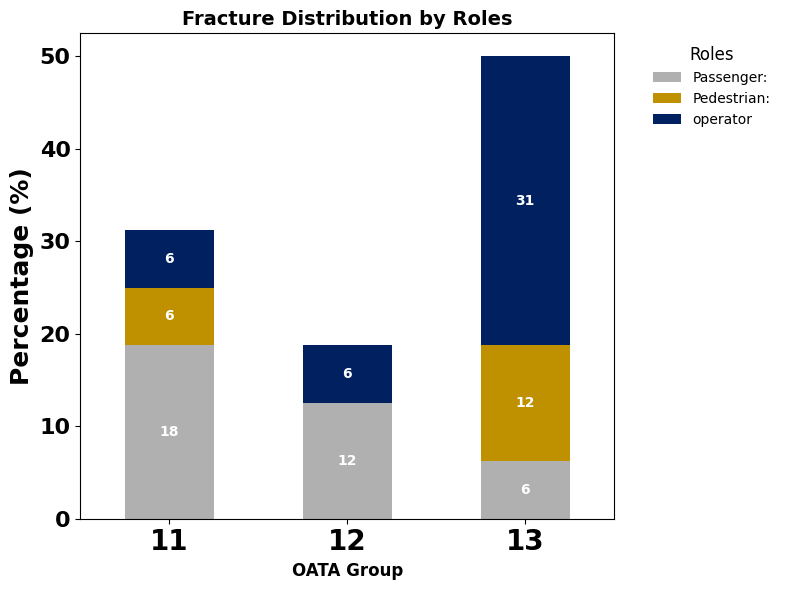 Fracture Distribution by Roles
Percentage (%)
50
40
30
20
10
0
6
6
18
6
12
31
12
6
11
12
13
OATA Group
Roles
Passenger:
Pedestrian:
operator